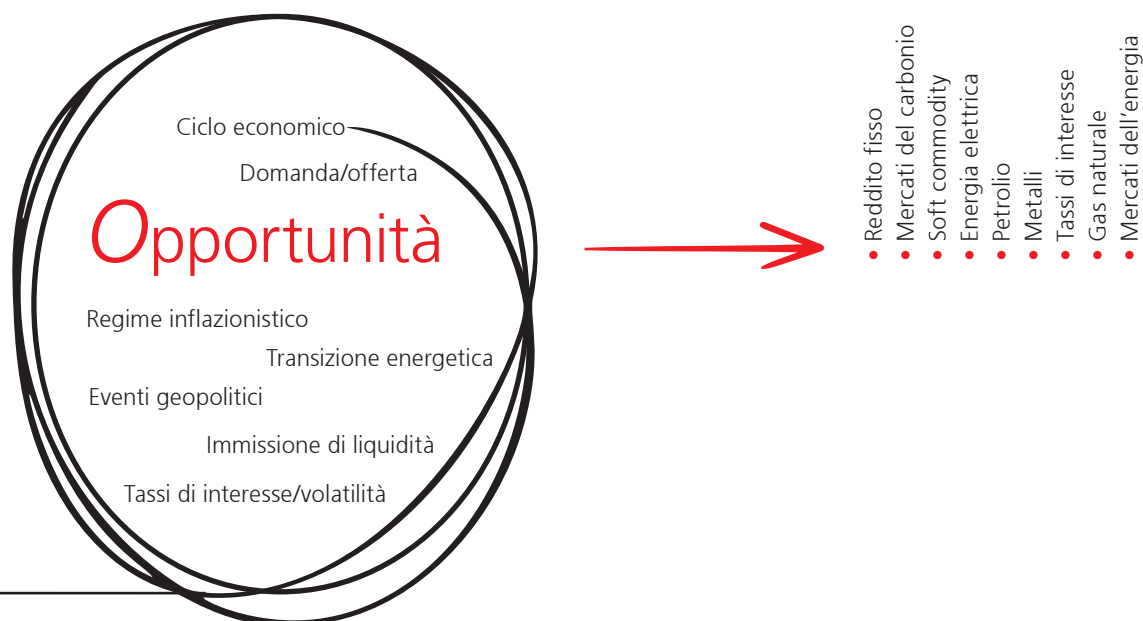 Ciclo economico
Domanda/offerta
Opportunità
Regime inflazionistico
Transizione energetica
Eventi geopolitici
Immissione di liquidità
Tassi di interesse/volatilità
• Reddito fisso
• Mercati del carbonio
• Soft commodity
• Energia elettrica
• Petrolio
• Metalli
• Tassi di interesse
• Gas naturale
• Mercati dell'energia